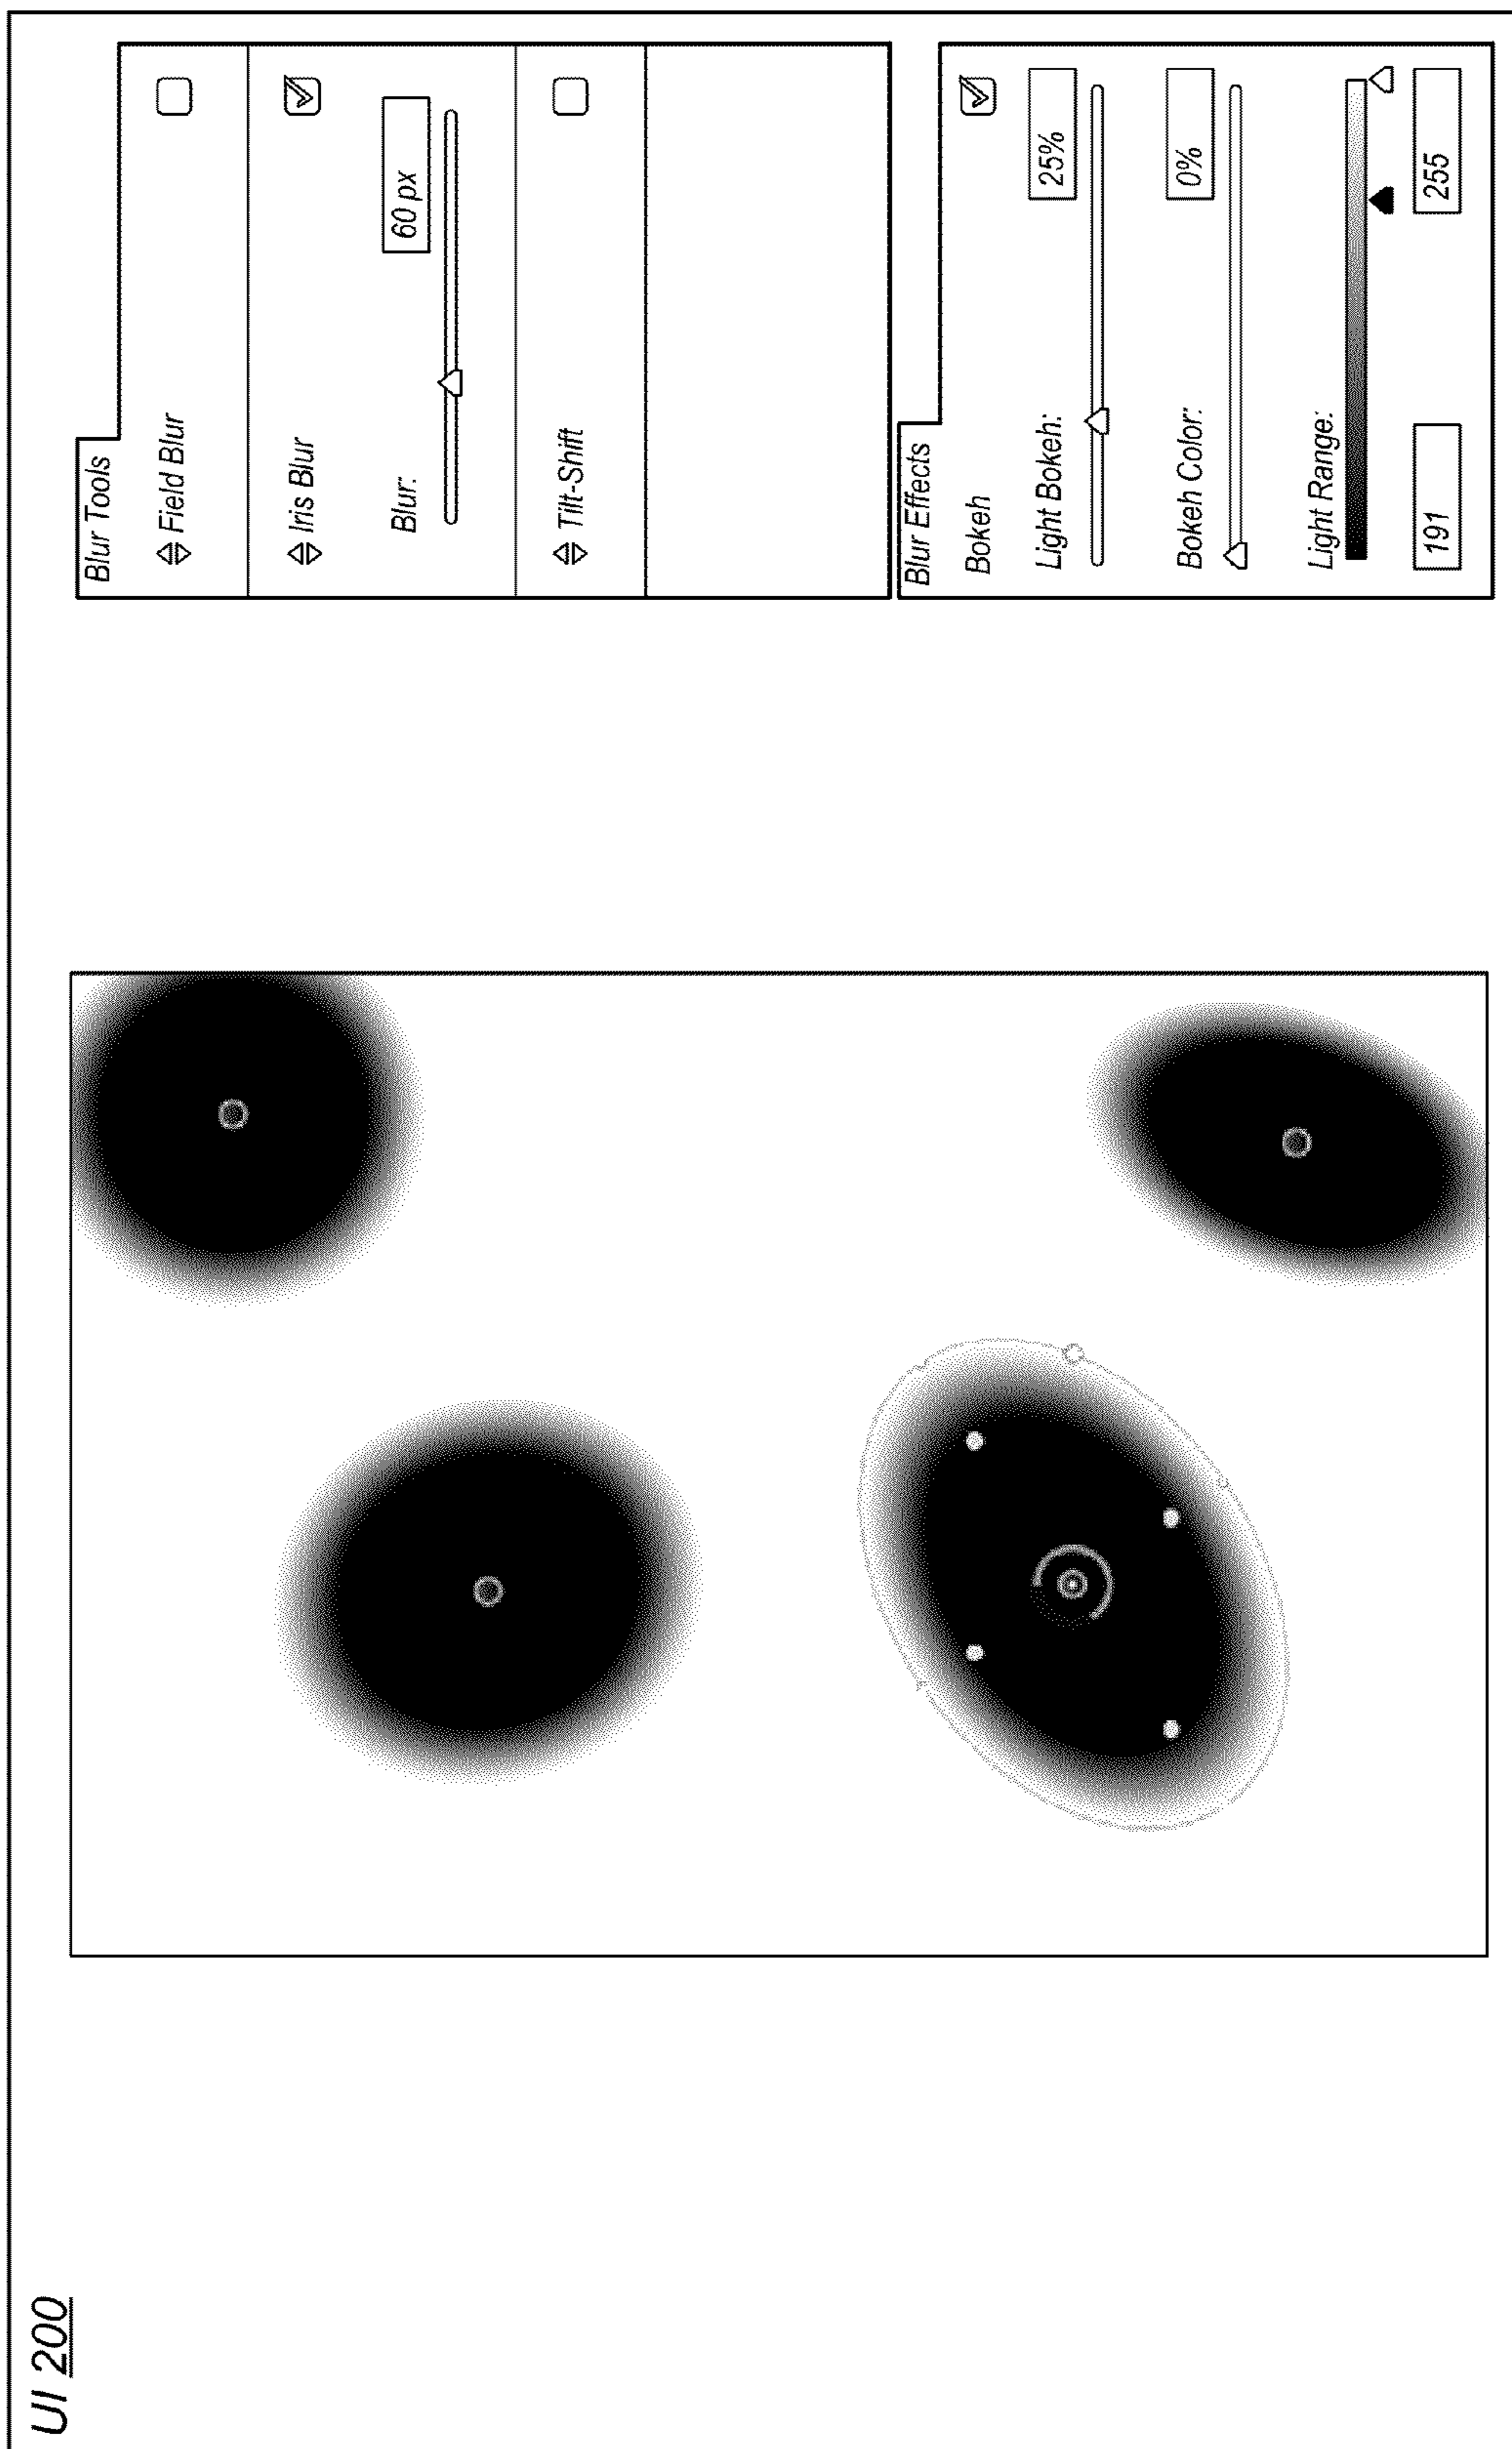 UI 200
Blur Tools
Field Blur
Iris Blur
Blur: 60 px
Tilt-Shift
Blur Effects
Bokeh
Light Bokeh: 25%
Bokeh Color: 0%
Light Range:
191 255